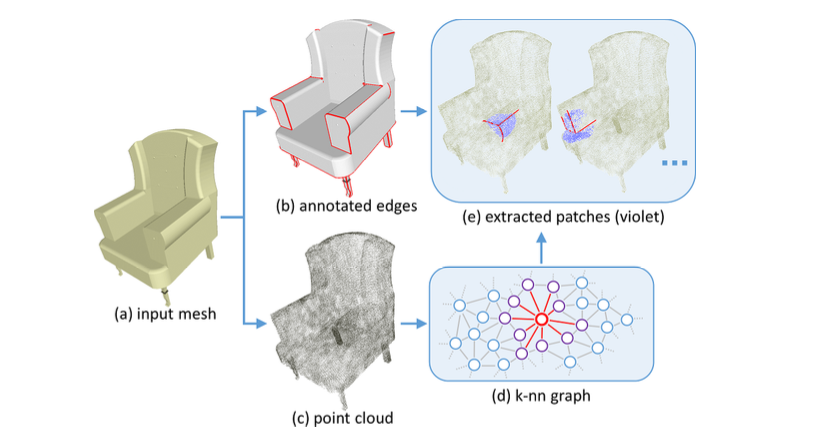 (b) annotated edges
(e) extracted patches (violet)
(a) input mesh
(d) k-nn graph
(c) point cloud